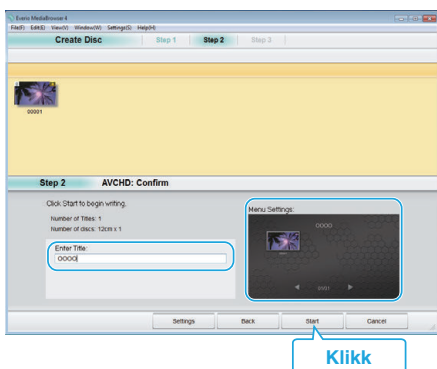 Everio MediaBrowser 4
File(F) Edit(E) View(V) Window(W) Settings(S) Help(H)
Create Disc Step 1 Step 2 Step 3
00001
Step 2 AVCHD: Confirm
Click Start to begin writing.
Number of Titles: 1
Number of discs: 12cm x 1
Enter Title:
OOOO
Menu Settings:
OOOO
Settings Back Start Cancel
Klikk